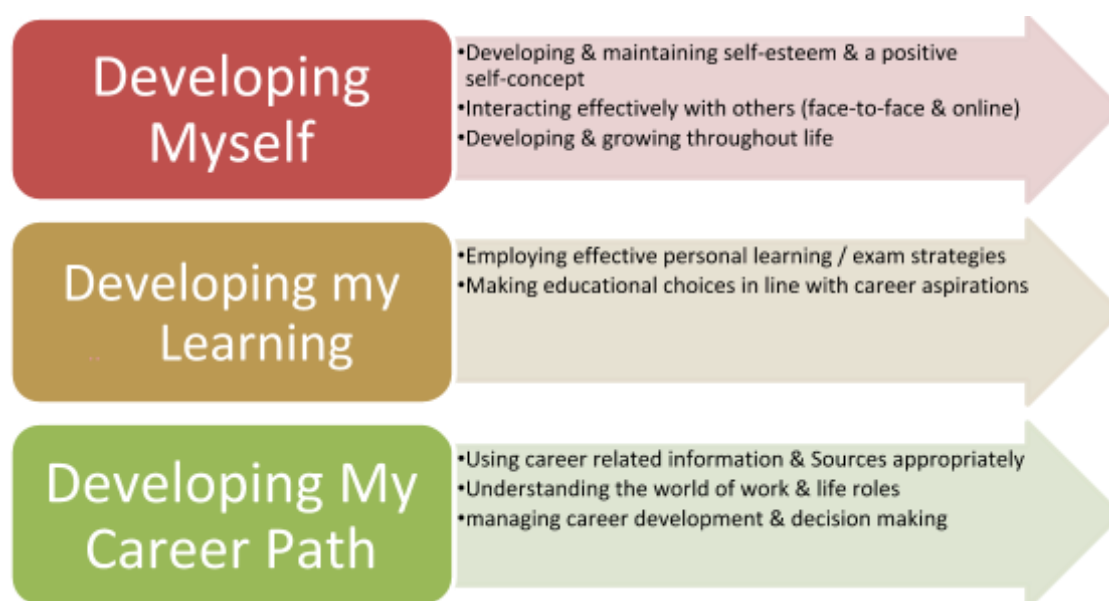 Developing
Myself
•Developing & maintaining self-esteem & a positive
self-concept
•Interacting effectively with others (face-to-face & online)
•Developing & growing throughout life
Developing my
Learning
•Employing effective personal learning / exam strategies
•Making educational choices in line with career aspirations
Developing My
Career Path
•Using career related information & Sources appropriately
•Understanding the world of work & life roles
•managing career development & decision making